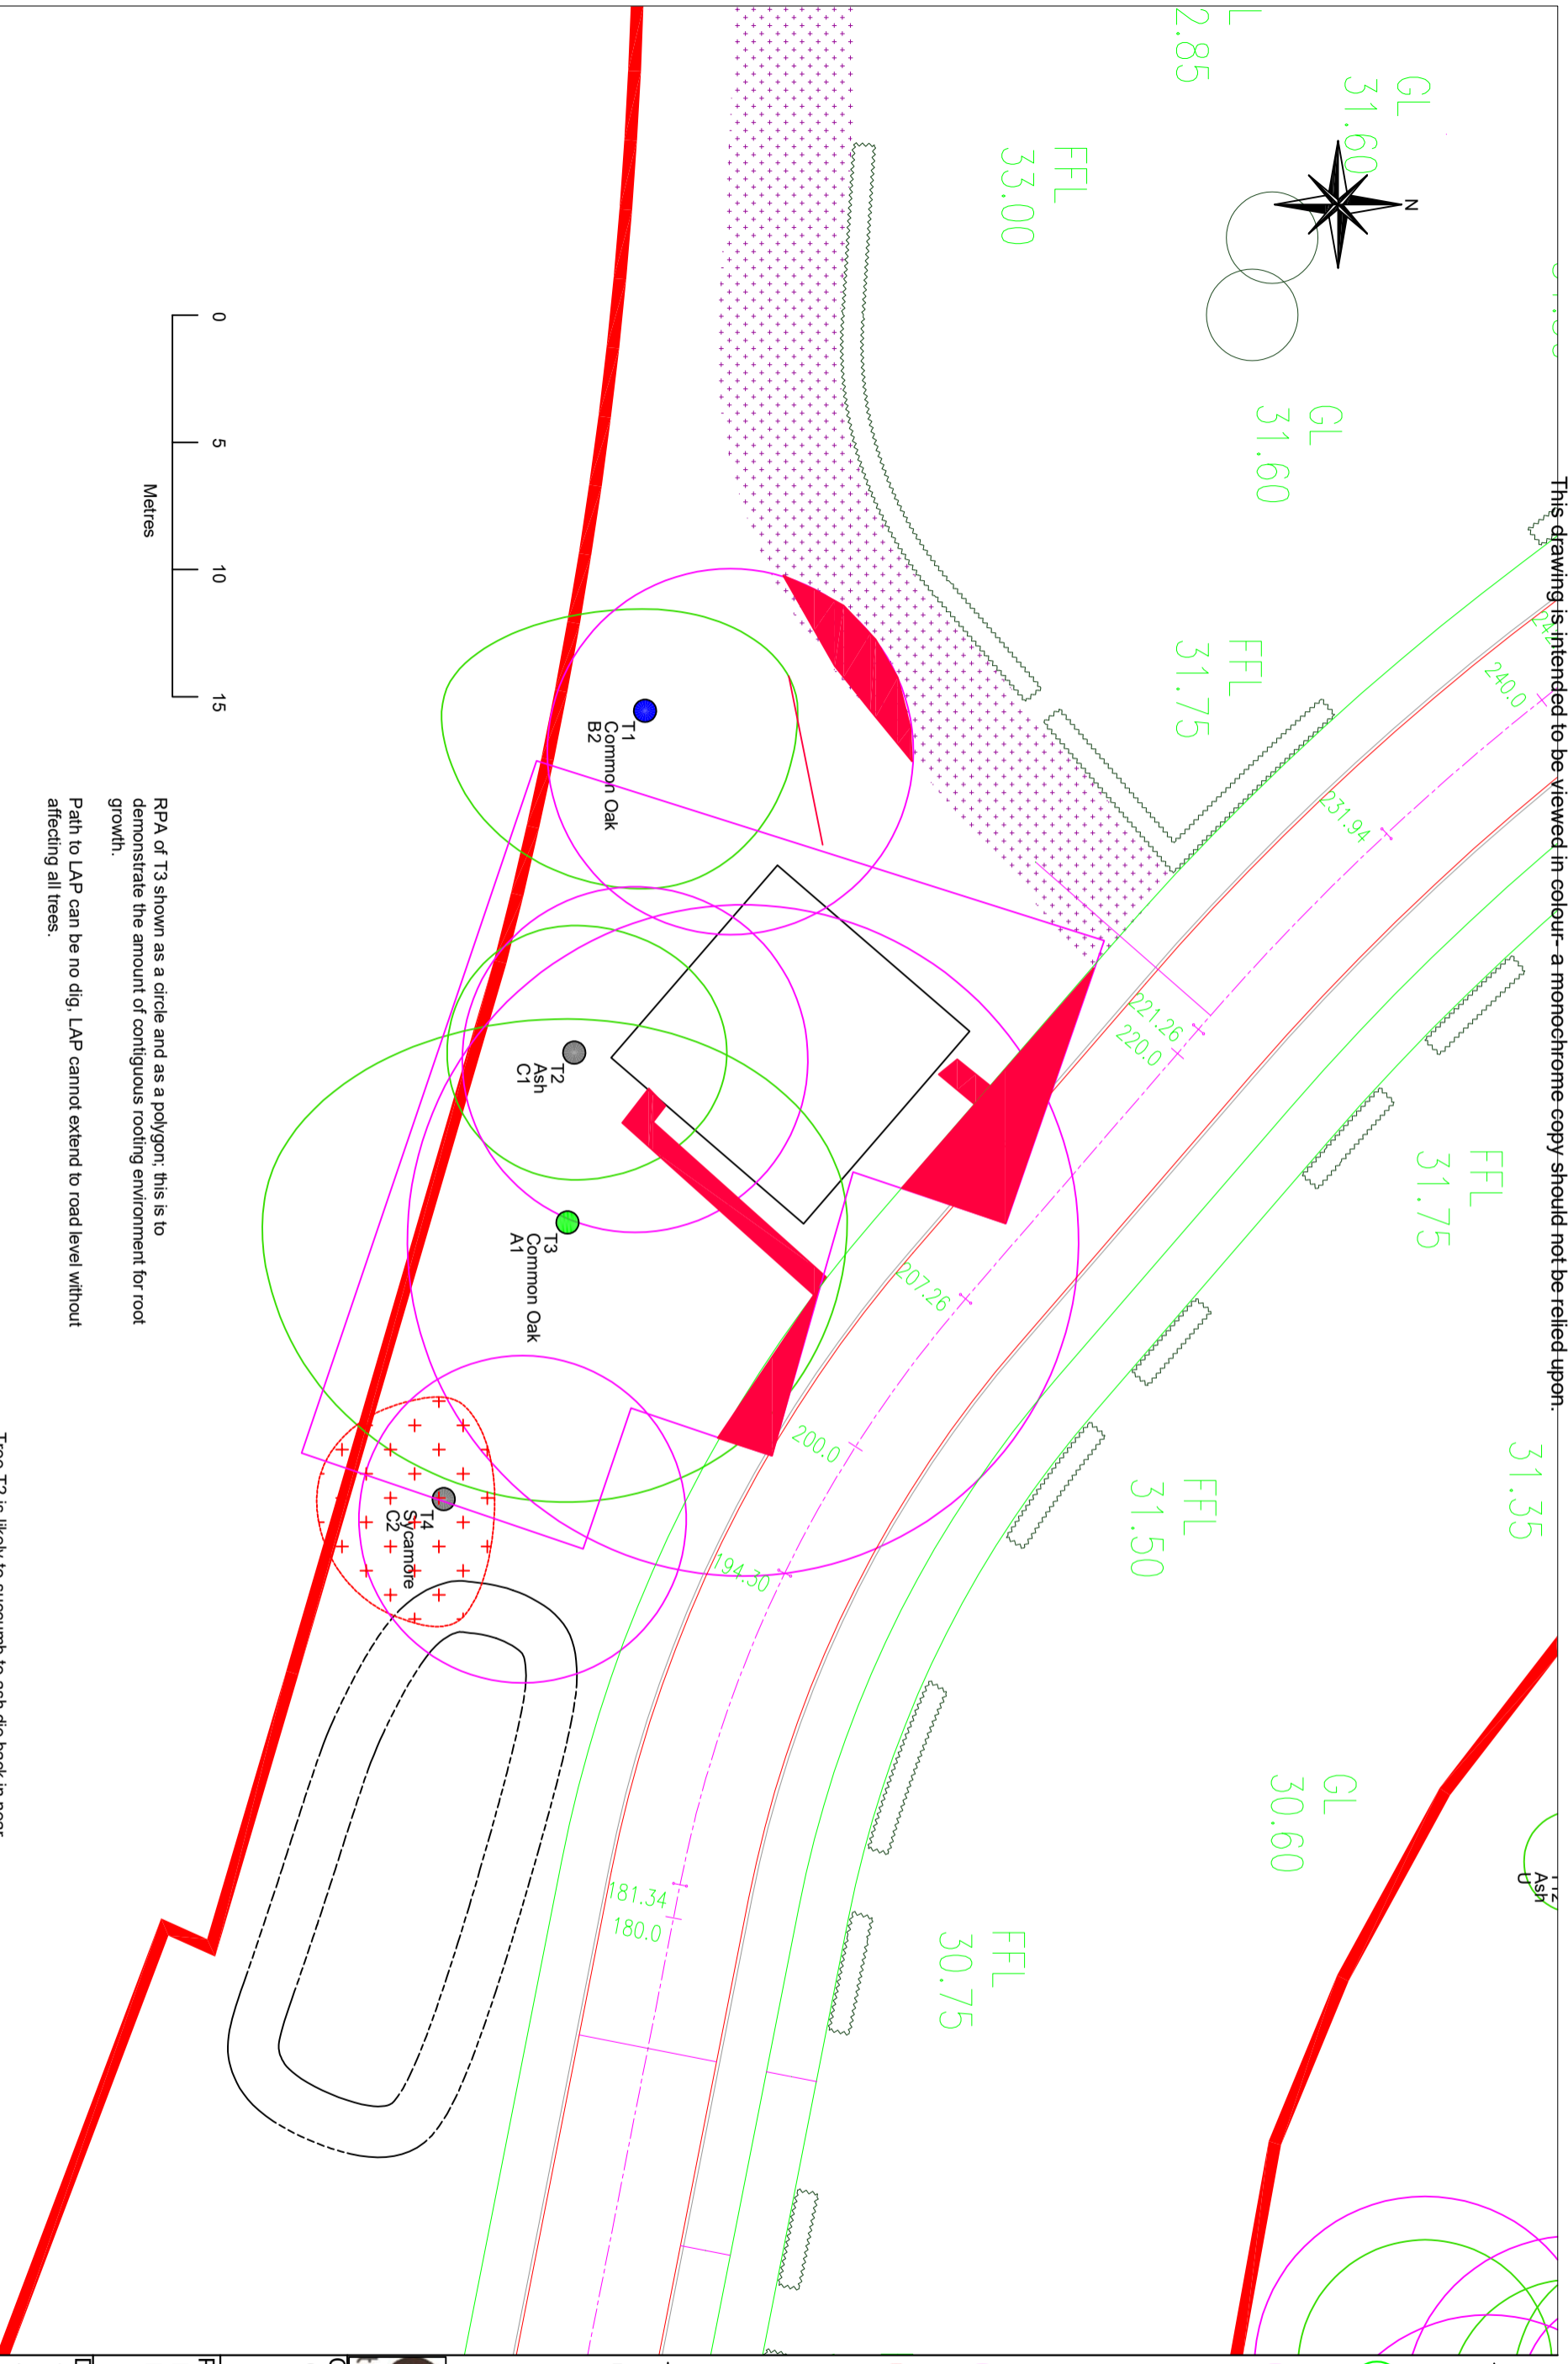 This drawing is intended to be viewed in colour- a monochrome copy should not be relied upon.
2.85
GL
31.60
N
FFL
33.00
GL
31.60
FFL
31.75
240.0
231.94
221.26
220.0
FFL
31.75
207.26
200.0
194.30
FFL
31.50
31.35
GL
30.60
Ash
U
181.34
180.0
FFL
30.75
T1
Common Oak
B2
T2
Ash
C1
T3
Common Oak
A1
T4
Sycamore
C2
0
5
10
15
Metres
RPA of T3 shown as a circle and as a polygon; this is to
demonstrate the amount of contiguous rooting environment for root
growth.
Path to LAP can be no dig, LAP cannot extend to road level without
affecting all trees.